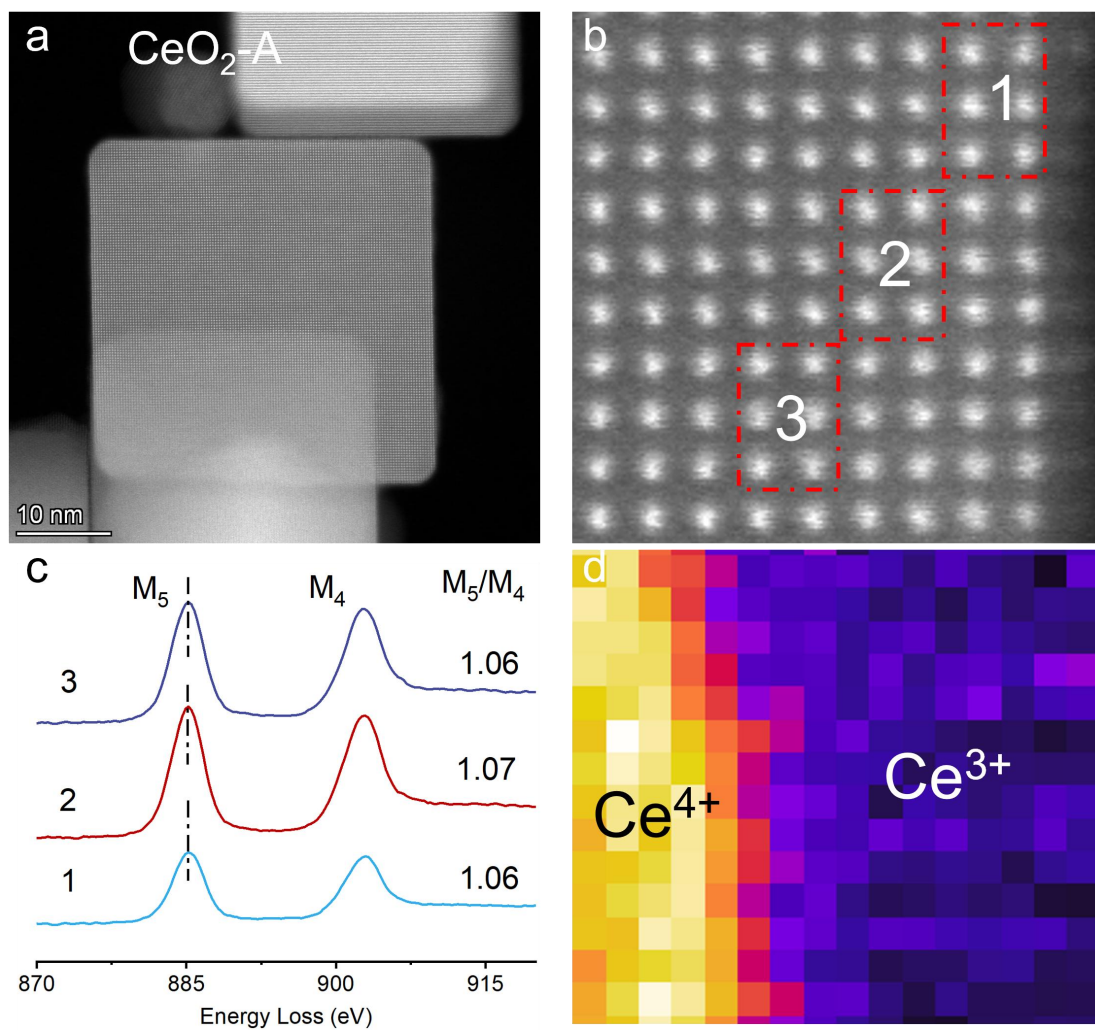 a
CeO₂-A
10 nm
b
1
2
3
c
M₅
M₄
M₅/M₄
3
1.06
2
1.07
1
1.06
870
885
900
915
Energy Loss (eV)
d
Ce⁴⁺
Ce³⁺